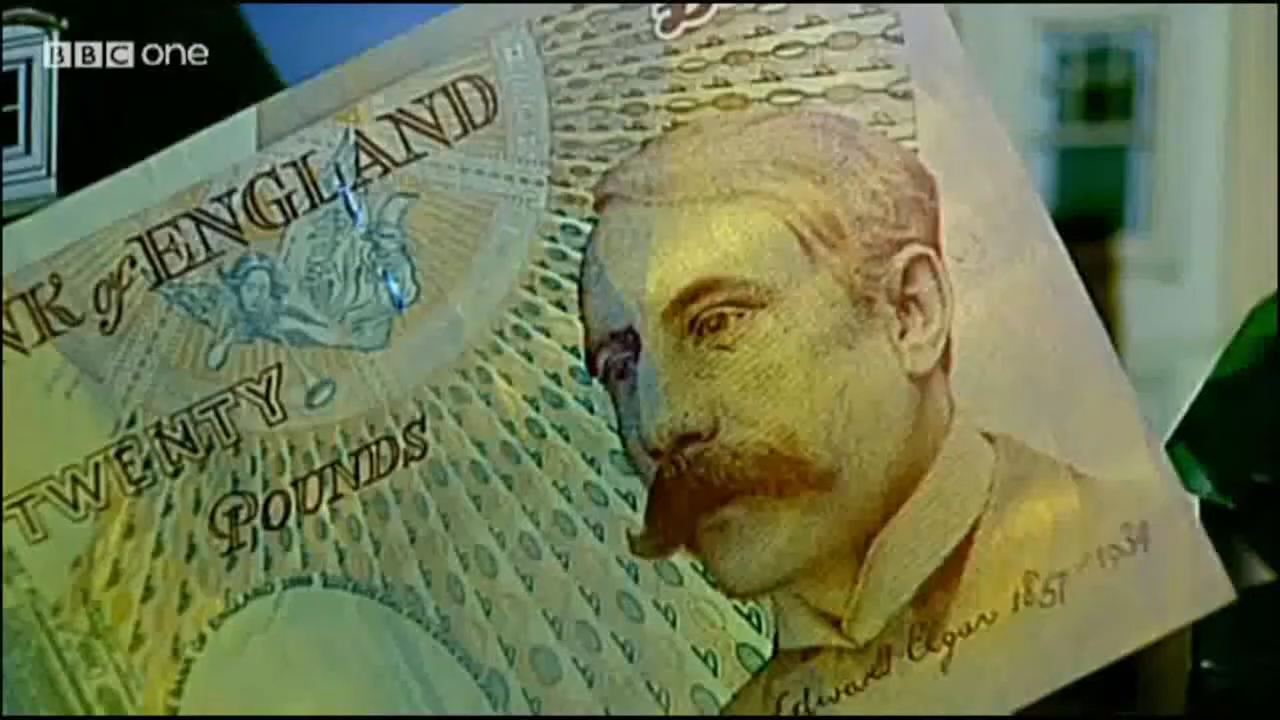 BBC one
NK of ENGLAND
TWENTY
POUNDS
Edward Elgar 1857-1934